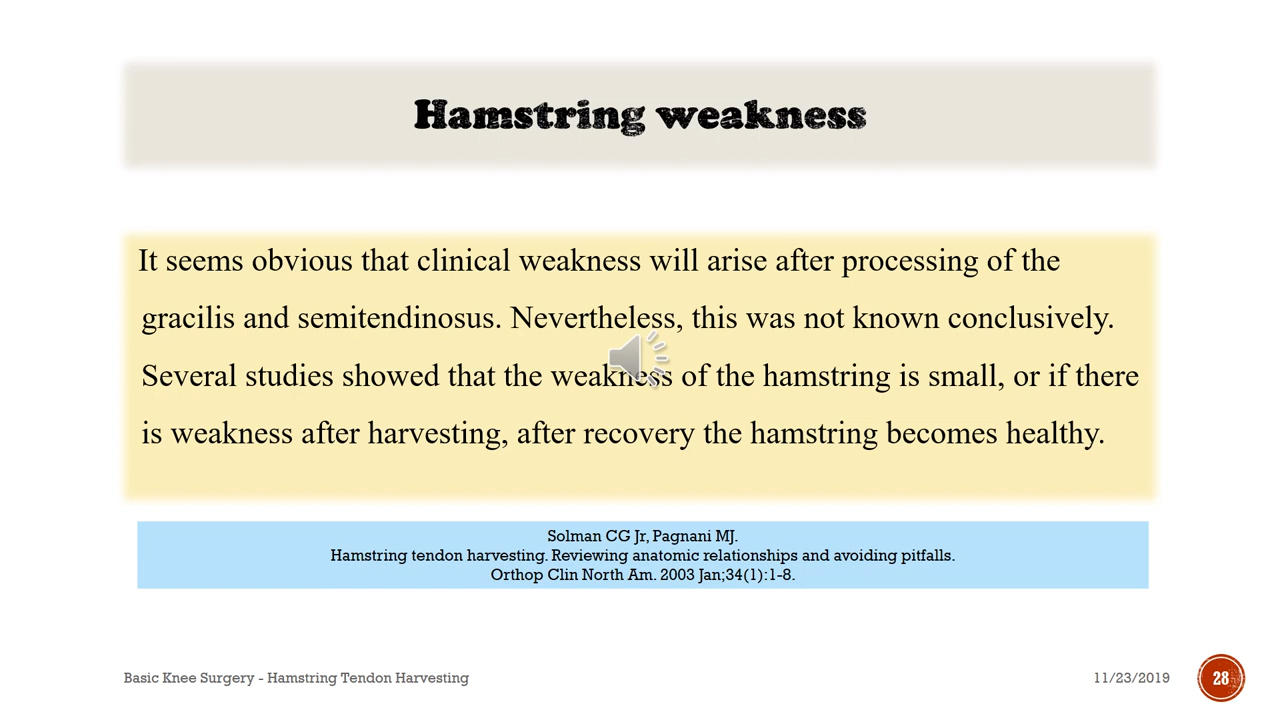 Hamstring weakness
It seems obvious that clinical weakness will arise after processing of the
gracilis and semitendinosus. Nevertheless, this was not known conclusively.
Several studies showed that the weakness of the hamstring is small, or if there
is weakness after harvesting, after recovery the hamstring becomes healthy.
Solman CG Jr, Pagnani MJ.
Hamstring tendon harvesting. Reviewing anatomic relationships and avoiding pitfalls.
Orthop Clin North Am. 2003 Jan;34(1):1-8.
Basic Knee Surgery - Hamstring Tendon Harvesting
11/23/2019
28